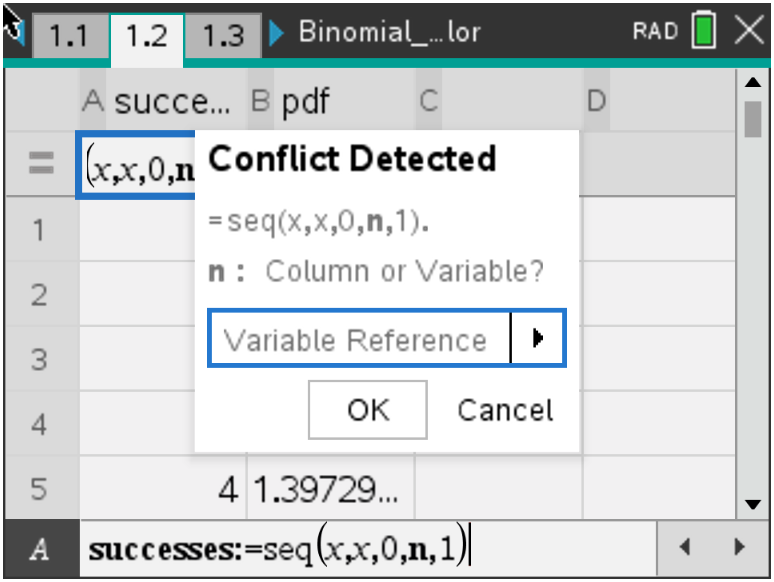 1.1 1.2 1.3 Binomial_…lor RAD
A succe... B pdf C D
= (x,x,0,n
Conflict Detected
=seq(x,x,0,n,1).
1
n : Column or Variable?
2
Variable Reference
3
OK Cancel
4
5 4 1.39729...
A successes:=seq(x,x,0,n,1)